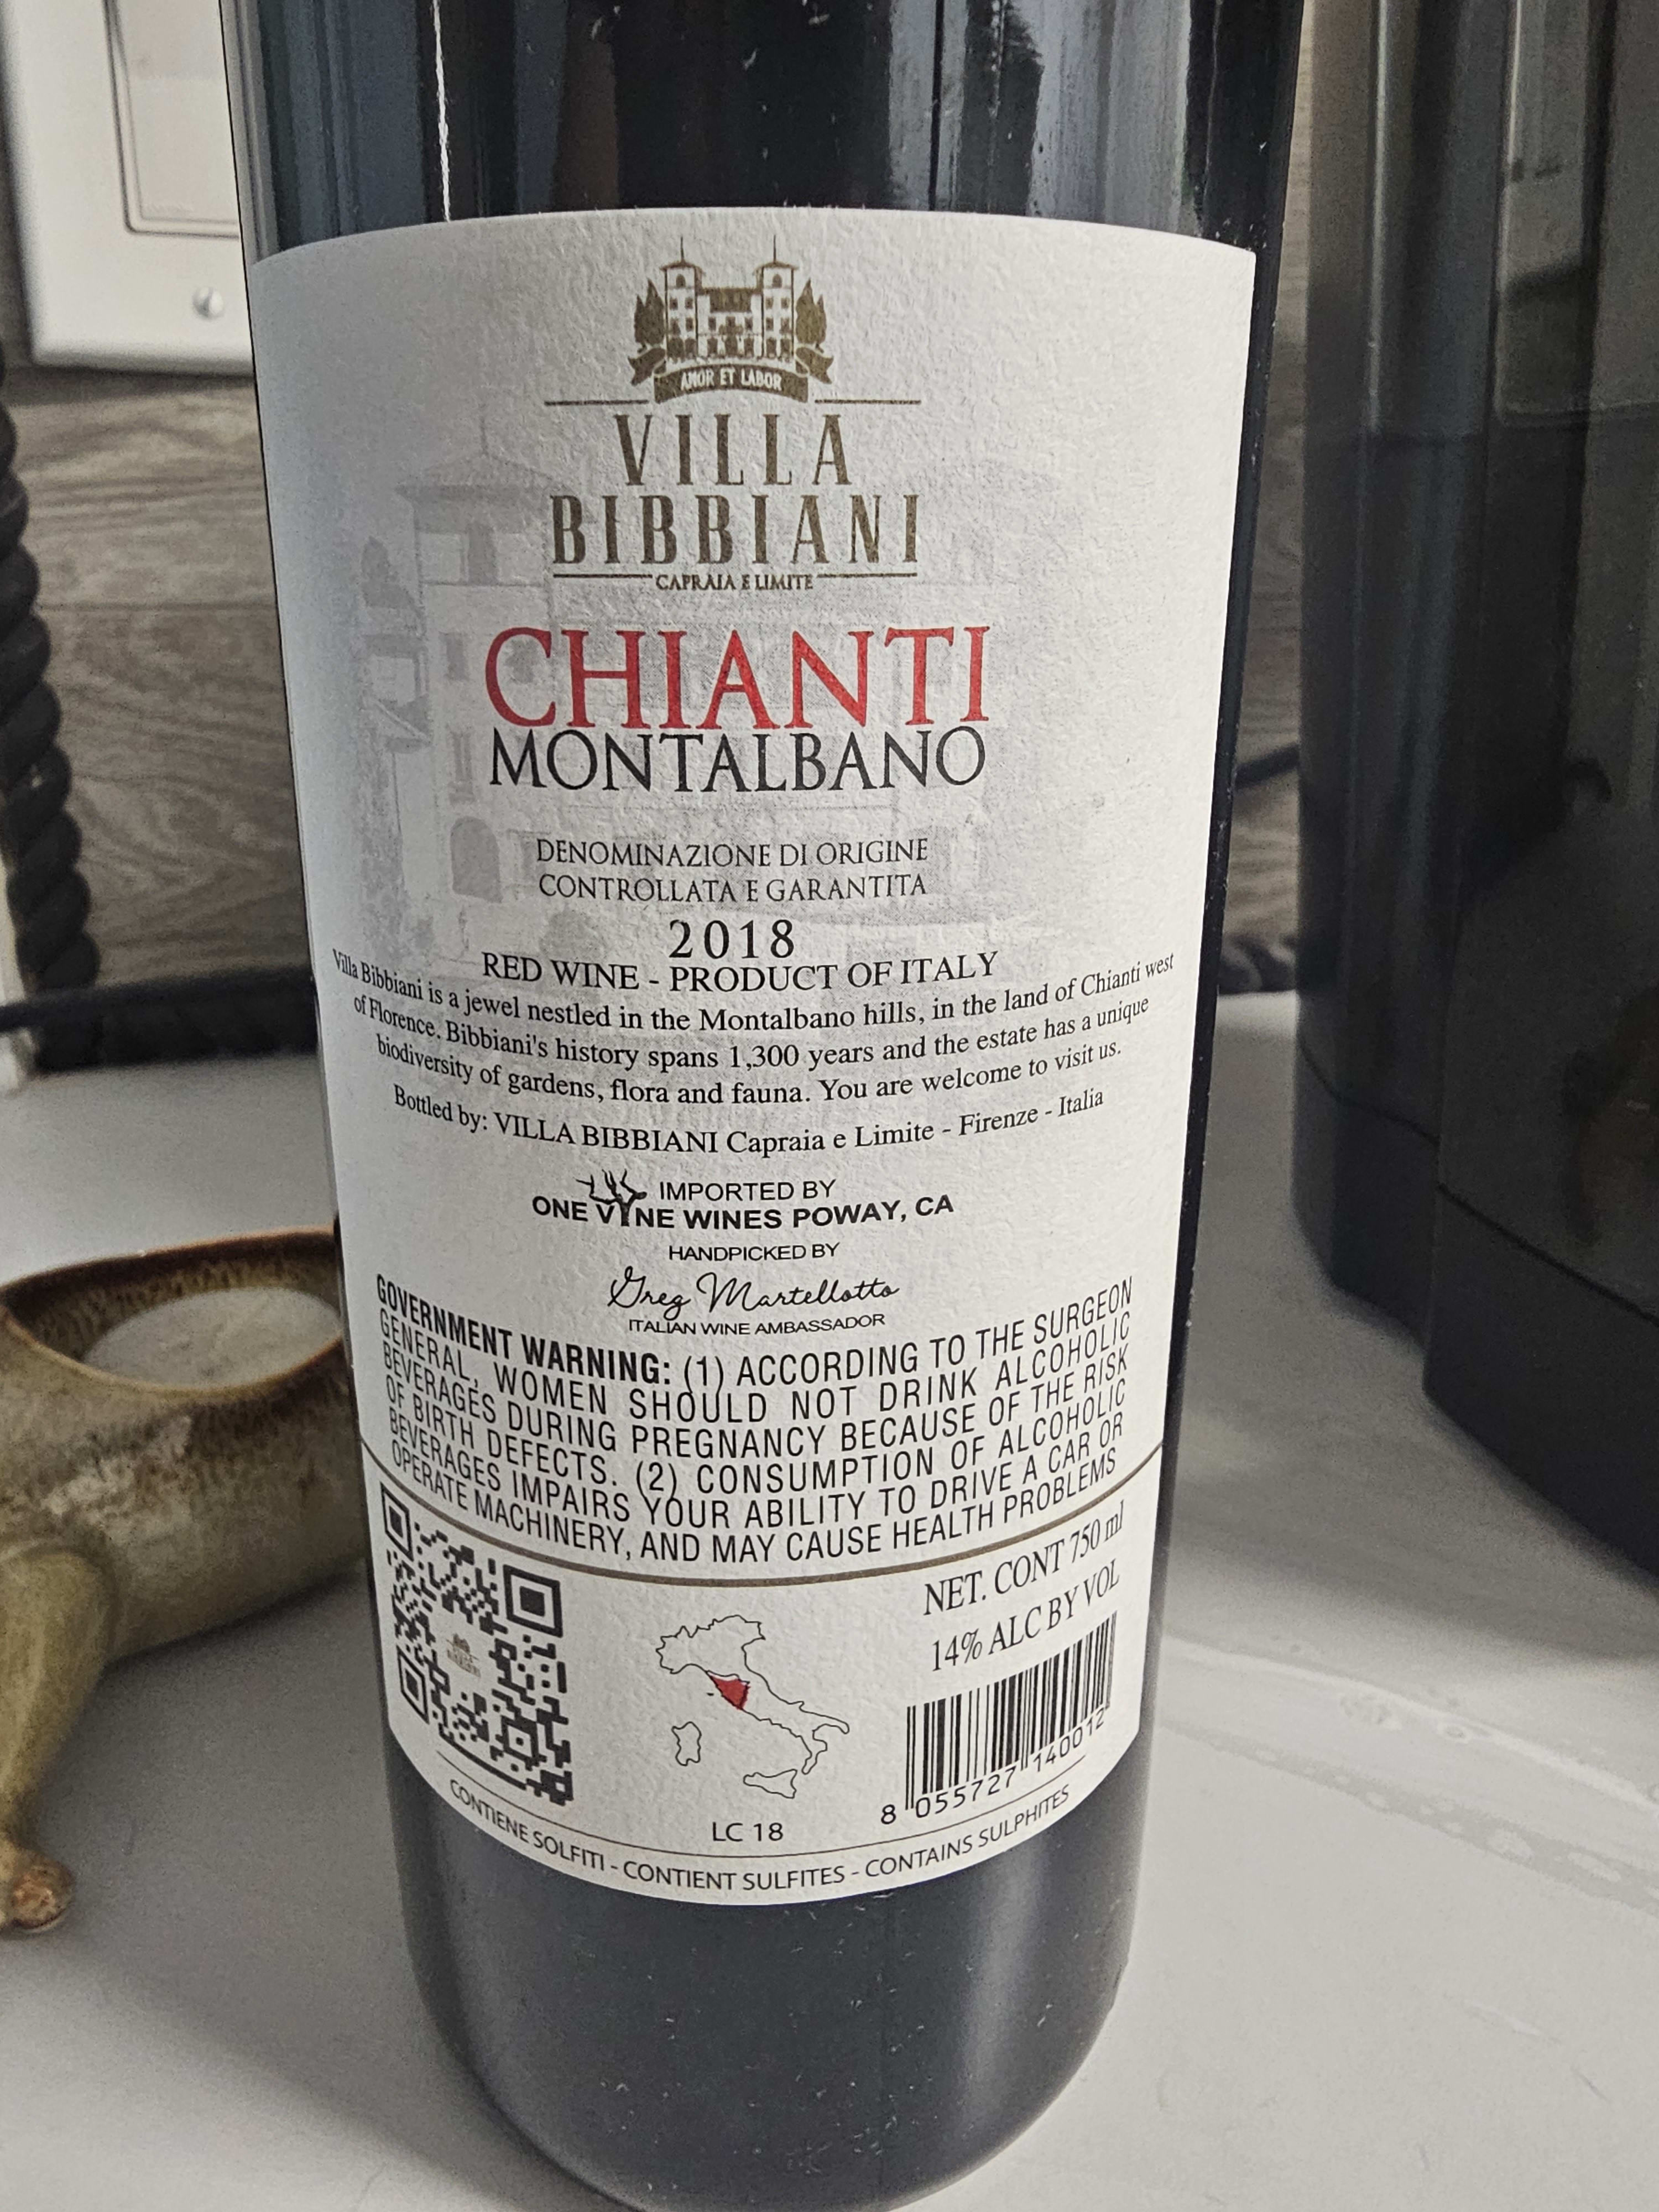 AMOR ET LABOR
VILLA
BIBBIANI
CAPRAIA E LIMITE
CHIANTI
MONTALBANO
DENOMINAZIONE DI ORIGINE
CONTROLLATA E GARANTITA
2018
RED WINE - PRODUCT OF ITALY
Villa Bibbiani is a jewel nestled in the Montalbano hills, in the land of Chianti west
of Florence. Bibbiani's history spans 1,300 years and the estate has a unique
biodiversity of gardens, flora and fauna. You are welcome to visit us.
Bottled by: VILLA BIBBIANI Capraia e Limite - Firenze - Italia
IMPORTED BY
ONE VINE WINES POWAY, CA
HANDPICKED BY
Greg Martellotto
ITALIAN WINE AMBASSADOR
GOVERNMENT WARNING: (1) ACCORDING TO THE SURGEON
GENERAL, WOMEN SHOULD NOT DRINK ALCOHOLIC
BEVERAGES DURING PREGNANCY BECAUSE OF THE RISK
OF BIRTH DEFECTS. (2) CONSUMPTION OF ALCOHOLIC
BEVERAGES IMPAIRS YOUR ABILITY TO DRIVE A CAR OR
OPERATE MACHINERY, AND MAY CAUSE HEALTH PROBLEMS
NET. CONT 750 ml
14% ALC BY VOL
8 055727 140012
LC 18
CONTIENE SOLFITI - CONTIENT SULFITES - CONTAINS SULPHITES